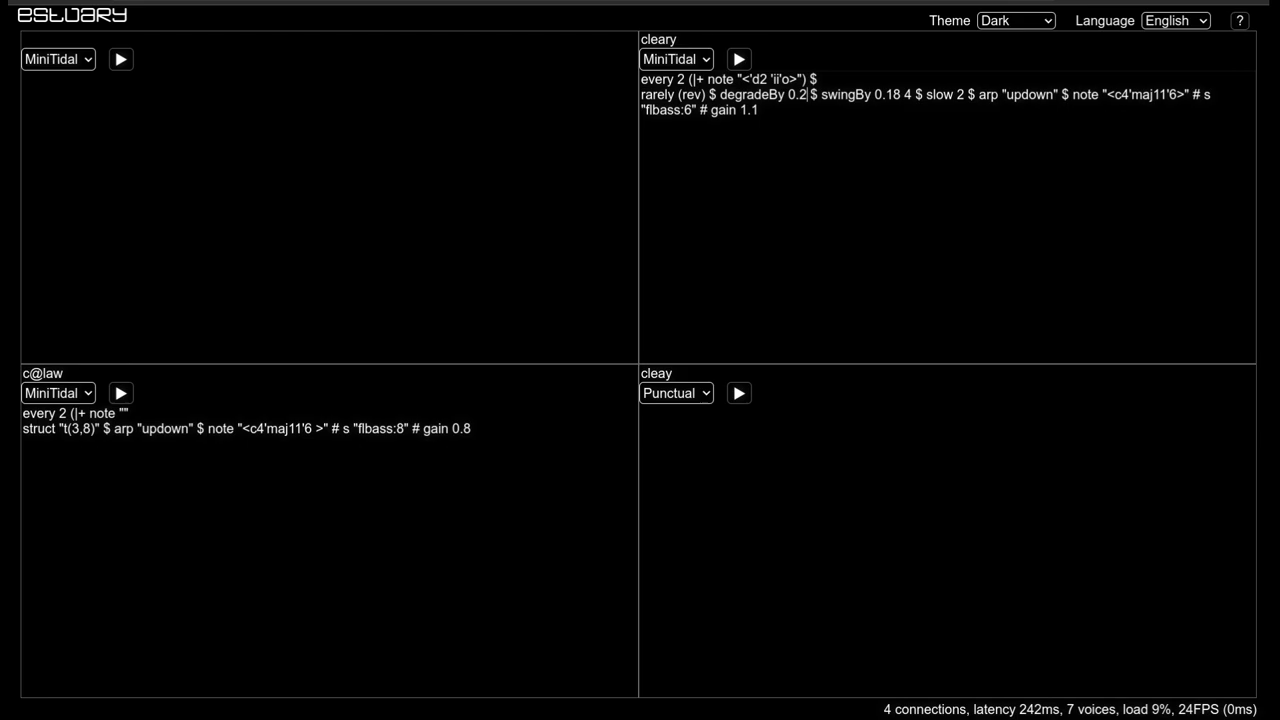 estuary
Theme Dark Language English ?
MiniTidal
cleary
MiniTidal
every 2 (|+ note "<'d2 'ii'o>") $
rarely (rev) $ degradeBy 0.2 $ swingBy 0.18 4 $ slow 2 $ arp "updown" $ note "<c4'maj11'6>" # s
"flbass:6" # gain 1.1
c@law
MiniTidal
every 2 (|+ note ""
struct "t(3,8)" $ arp "updown" $ note "<c4'maj11'6 >" # s "flbass:8" # gain 0.8
cleay
Punctual
4 connections, latency 242ms, 7 voices, load 9%, 24FPS (0ms)